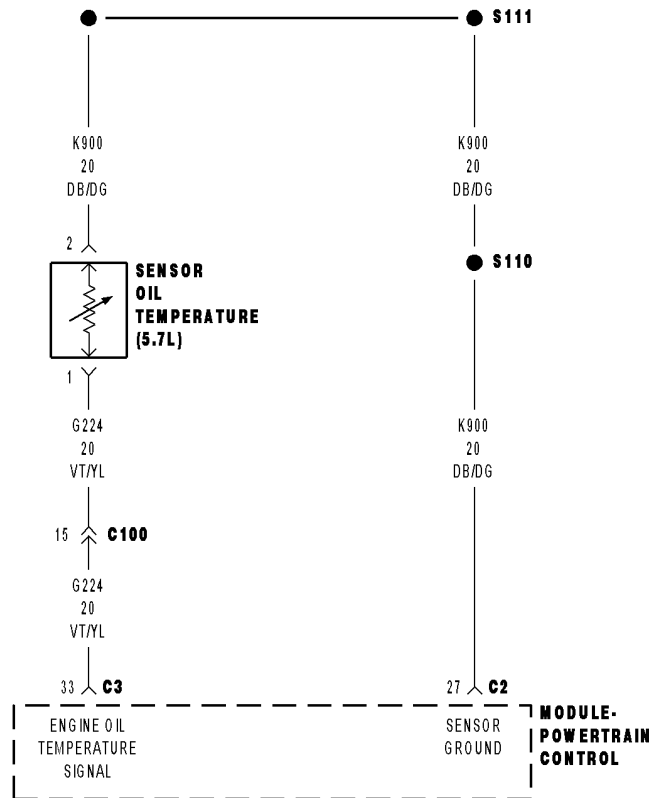 S111
K900
20
DB/DG
K900
20
DB/DG
2
SENSOR
OIL
TEMPERATURE
(5.7L)
S110
1
G224
20
VT/YL
K900
20
DB/DG
15 C100
G224
20
VT/YL
33 C3
27 C2
ENGINE OIL
TEMPERATURE
SIGNAL
SENSOR
GROUND
MODULE-
POWERTRAIN
CONTROL